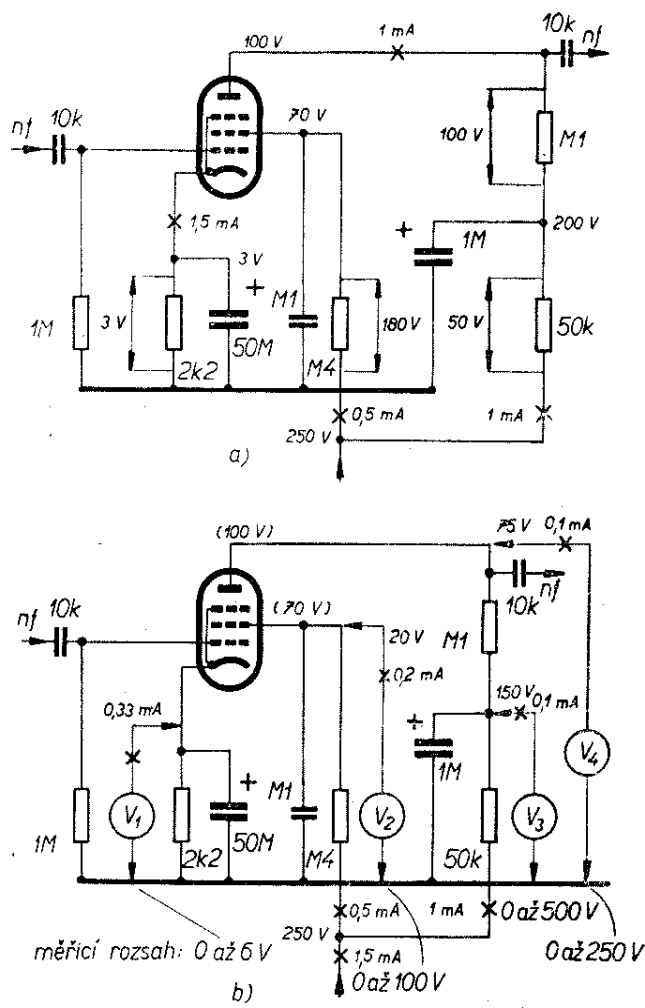 1 mA
10k
nf
100 V
70 V
nf
10k
100 V
M1
1,5 mA
200 V
1M
3 V
M1
1M
3 V
2k2
50M
M4
180V
50 V
50k
0,5 mA
1 mA
250 V
a)
(100 V)
75 V
0,1 mA
nf
10k
(70 V)
20V
10k
nf
M1
0,2 mA
0,33 mA
150 V
0,1 mA
1M
V4
M1
V1
V2
V3
1M
2k2
50M
M4
50k
0,5 mA
1 mA
0 až 500 V
250 V
měřicí rozsah: 0 až 6 V
1,5 mA
0 až 100 V
0 až 250 V
b)